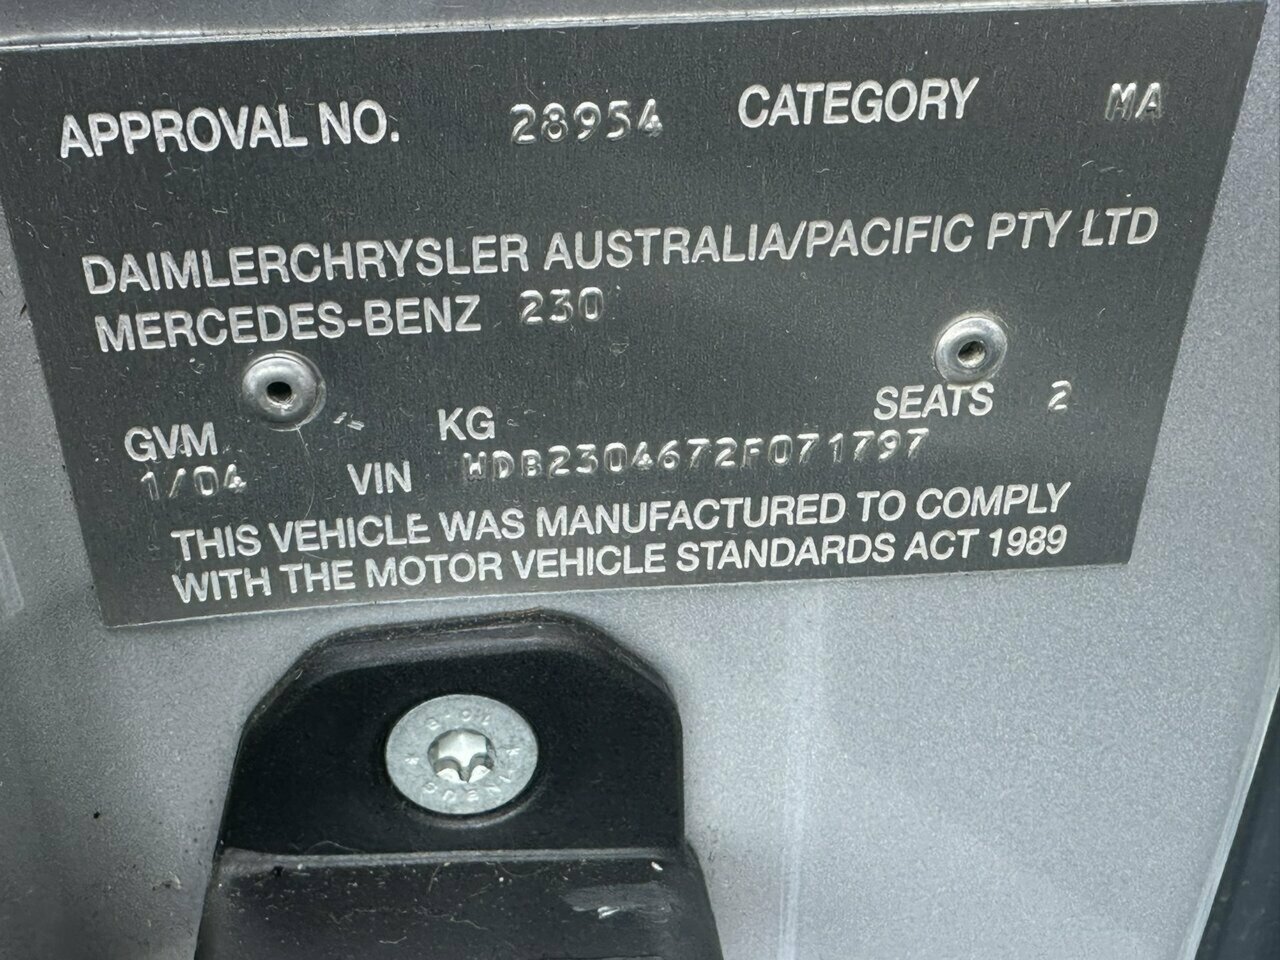 APPROVAL NO. 28954 CATEGORY MA
DAIMLERCHRYSLER AUSTRALIA/PACIFIC PTY LTD
MERCEDES-BENZ 230
GVM -- KG SEATS 2
1/04 VIN WDB2304672F071797
THIS VEHICLE WAS MANUFACTURED TO COMPLY
WITH THE MOTOR VEHICLE STANDARDS ACT 1989